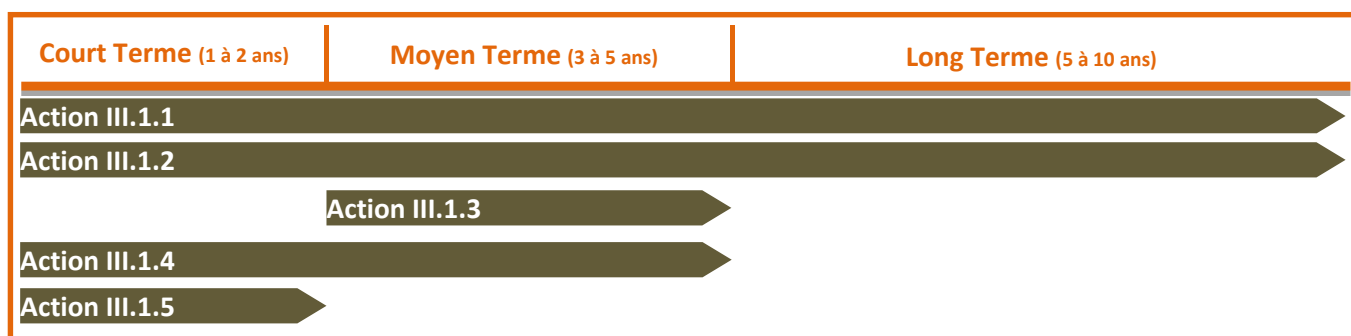 Court Terme (1 à 2 ans) Moyen Terme (3 à 5 ans) Long Terme (5 à 10 ans)
Action III.1.1
Action III.1.2
Action III.1.3
Action III.1.4
Action III.1.5